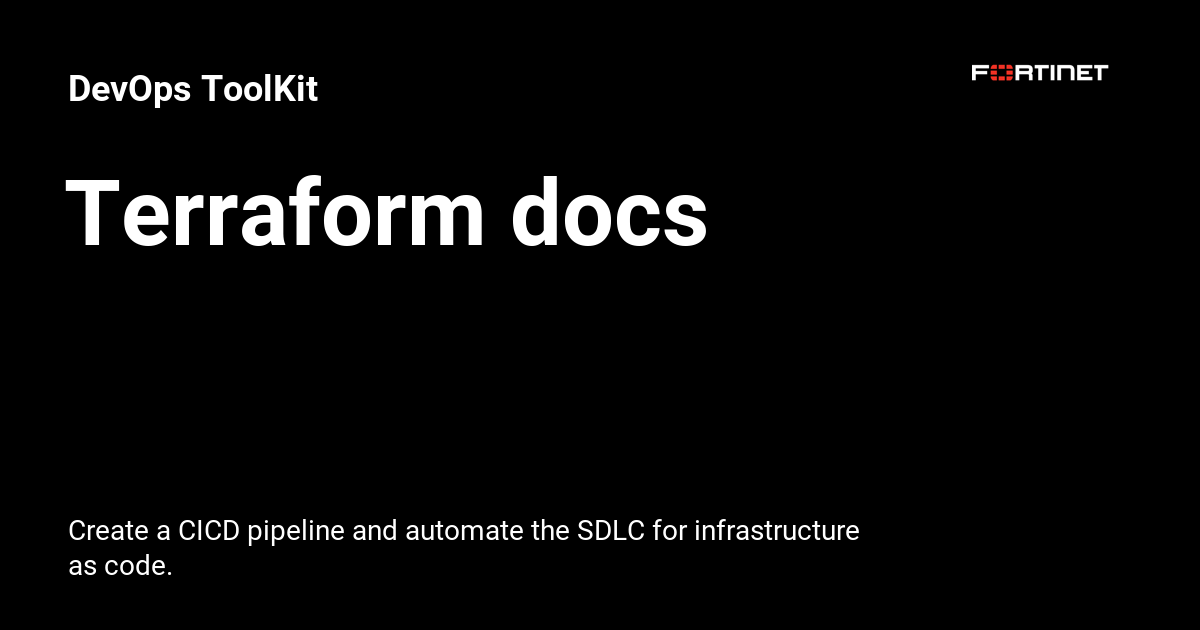 DevOps ToolKit
FORTINET
Terraform docs
Create a CICD pipeline and automate the SDLC for infrastructure
as code.